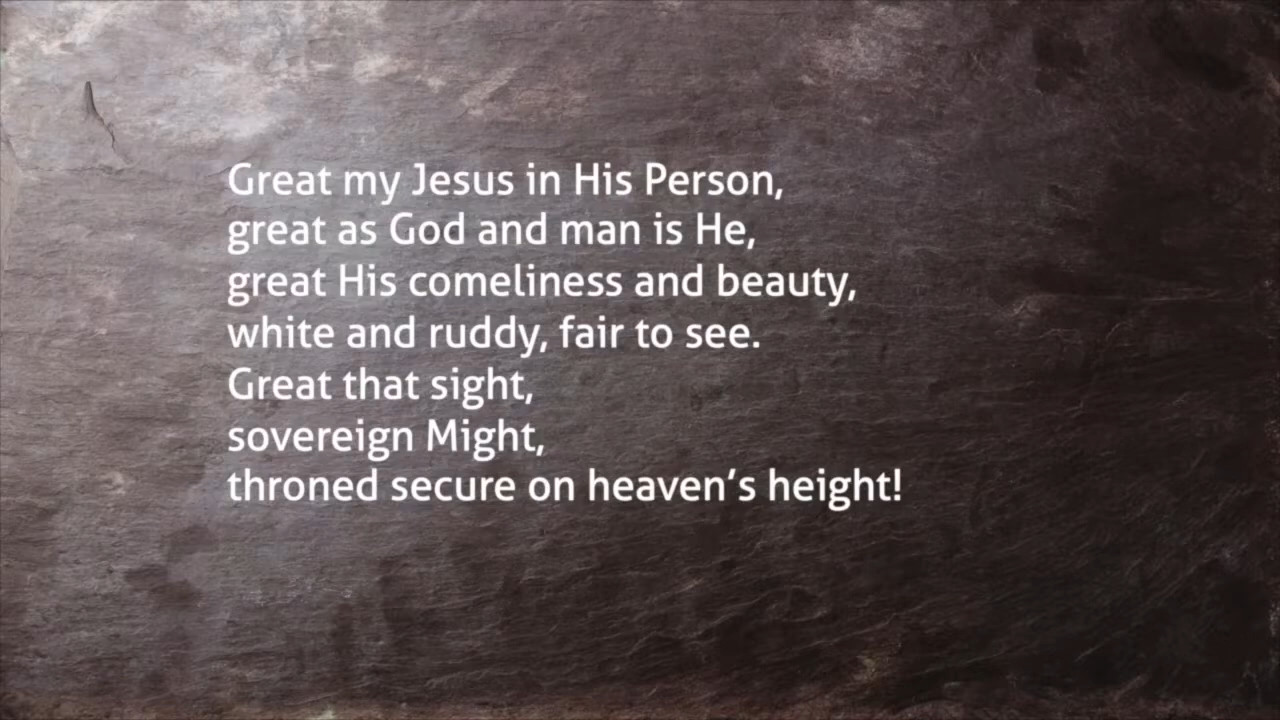 Great my Jesus in His Person,
great as God and man is He,
great His comeliness and beauty,
white and ruddy, fair to see.
Great that sight,
sovereign Might,
throned secure on heaven’s height!